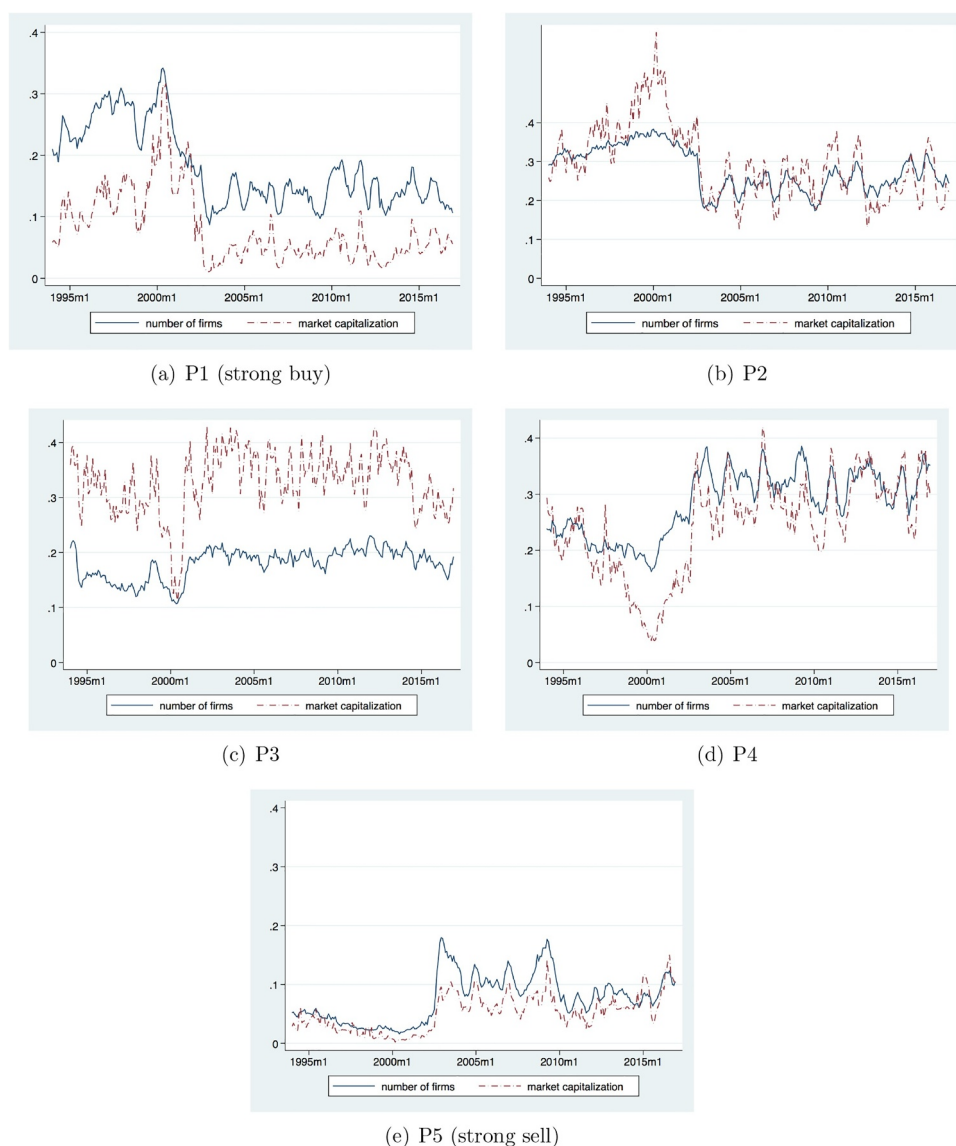 .4
.3
.2
.1
0
1995m1 2000m1 2005m1 2010m1 2015m1
number of firms market capitalization
(a) P1 (strong buy)
.4
.3
.2
.1
0
1995m1 2000m1 2005m1 2010m1 2015m1
number of firms market capitalization
(b) P2
.4
.3
.2
.1
0
1995m1 2000m1 2005m1 2010m1 2015m1
number of firms market capitalization
(c) P3
.4
.3
.2
.1
0
1995m1 2000m1 2005m1 2010m1 2015m1
number of firms market capitalization
(d) P4
.4
.3
.2
.1
0
1995m1 2000m1 2005m1 2010m1 2015m1
number of firms market capitalization
(e) P5 (strong sell)